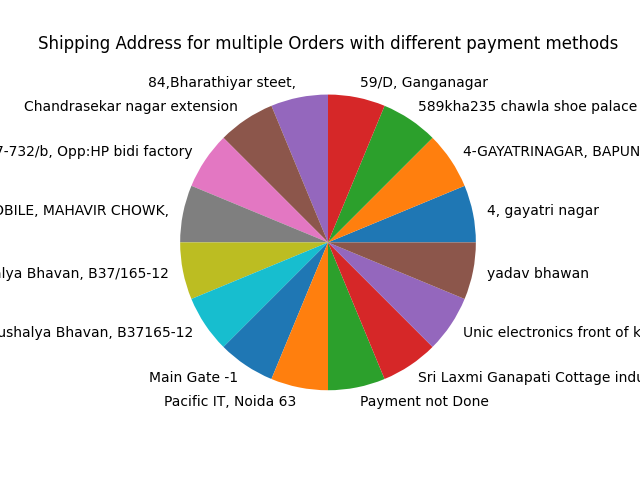 Shipping Address for multiple Orders with different payment methods
84,Bharathiyar steet,
59/D, Ganganagar
Chandrasekar nagar extension
589kha235 chawla shoe palace
7-732/b, Opp:HP bidi factory
4-GAYATRINAGAR, BAPUN
OBILE, MAHAVIR CHOWK,
4, gayatri nagar
alya Bhavan, B37/165-12
yadav bhawan
ushalya Bhavan, B37165-12
Unic electronics front of k
Main Gate -1
Sri Laxmi Ganapati Cottage indu
Pacific IT, Noida 63
Payment not Done